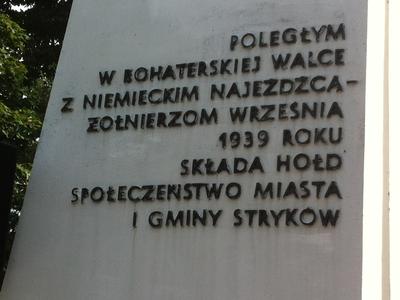 POLEGŁYM
W BOHATERSKIEJ WALCE
Z NIEMIECKIM NAJEŹDŹCĄ-
ŻOŁNIERZOM WRZEŚNIA
1939 ROKU
SKŁADA HOŁD
SPOŁECZEŃSTWO MIASTA
I GMINY STRYKÓW